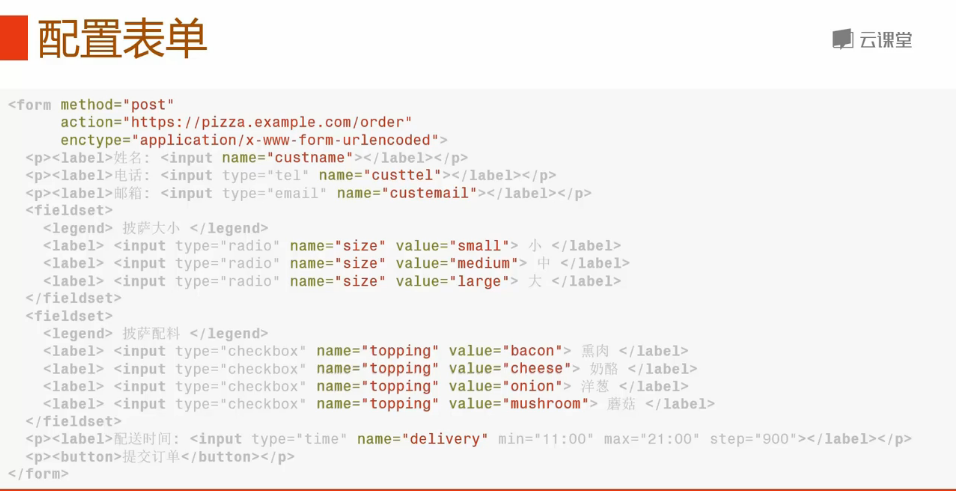 配置表单
云课堂
<form method="post"
action="https://pizza.example.com/order"
enctype="application/x-www-form-urlencoded">
<p><label>姓名: <input name="custname"></label></p>
<p><label>电话: <input type="tel" name="custtel"></label></p>
<p><label>邮箱: <input type="email" name="custemail"></label></p>
<fieldset>
<legend> 披萨大小 </legend>
<label> <input type="radio" name="size" value="small"> 小 </label>
<label> <input type="radio" name="size" value="medium"> 中 </label>
<label> <input type="radio" name="size" value="large"> 大 </label>
</fieldset>
<fieldset>
<legend> 披萨配料 </legend>
<label> <input type="checkbox" name="topping" value="bacon"> 熏肉 </label>
<label> <input type="checkbox" name="topping" value="cheese"> 奶酪 </label>
<label> <input type="checkbox" name="topping" value="onion"> 洋葱 </label>
<label> <input type="checkbox" name="topping" value="mushroom"> 蘑菇 </label>
</fieldset>
<p><label>配送时间: <input type="time" name="delivery" min="11:00" max="21:00" step="900"></label></p>
<p><button>提交订单</button></p>
</form>